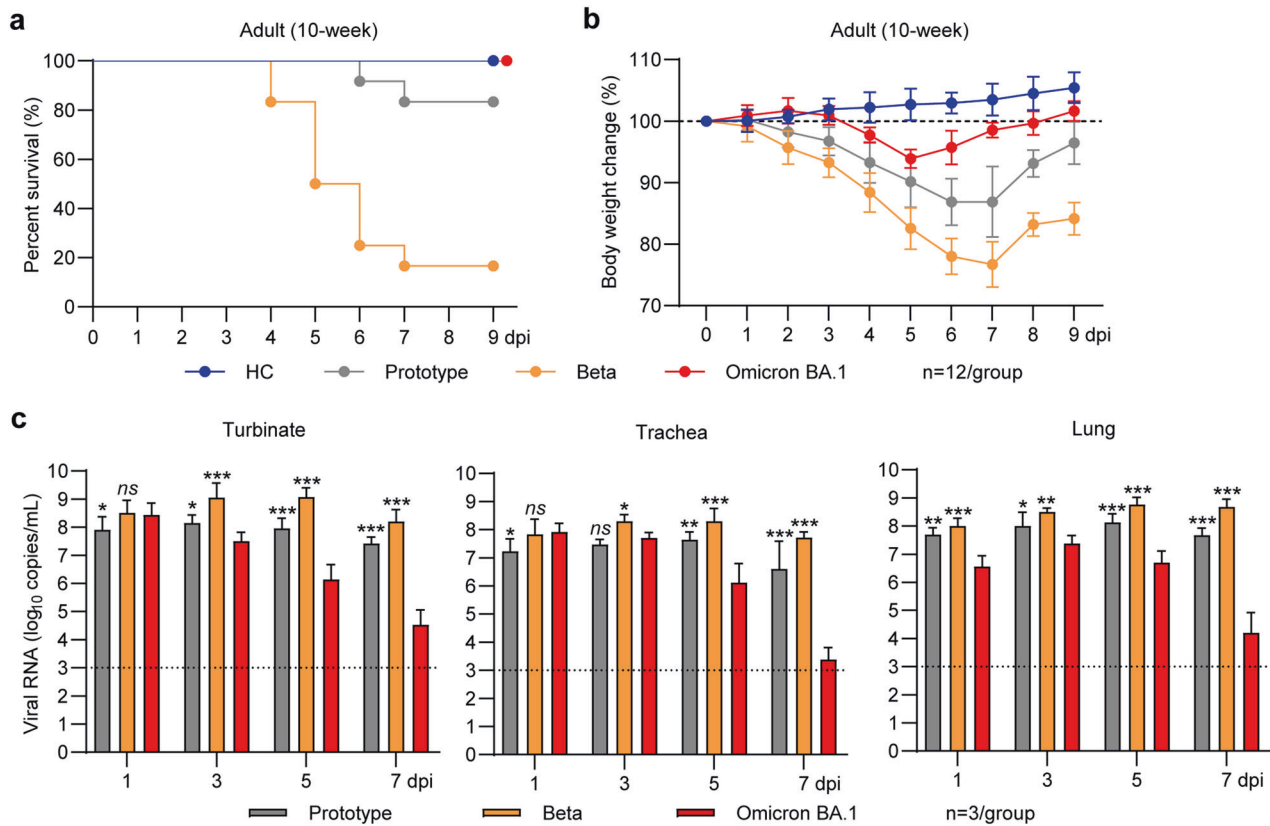 a
Adult (10-week)
Percent survival (%)
100
80
60
40
20
0
0 1 2 3 4 5 6 7 8 9 dpi
b
Adult (10-week)
Body weight change (%)
110
100
90
80
70
0 1 2 3 4 5 6 7 8 9 dpi
HC Prototype Beta Omicron BA.1 n=12/group
c
Turbinate
Viral RNA (log10 copies/mL)
10
9
8
7
6
5
4
3
2
1
0
* ns
* ***
*** ***
*** ***
1 3 5 7 dpi
Trachea
10
9
8
7
6
5
4
3
2
1
0
* ns
ns *
** ***
*** ***
1 3 5 7 dpi
Lung
10
9
8
7
6
5
4
3
2
1
0
** ***
* **
*** ***
*** ***
1 3 5 7 dpi
Prototype Beta Omicron BA.1 n=3/group